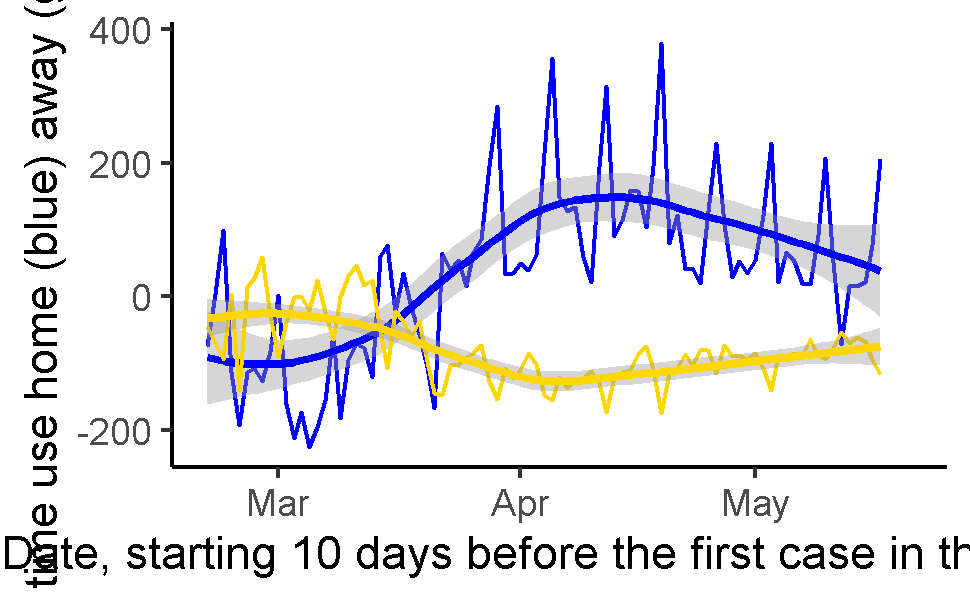 time use home (blue) away (
400
200
0
-200
Mar Apr May
Date, starting 10 days before the first case in th